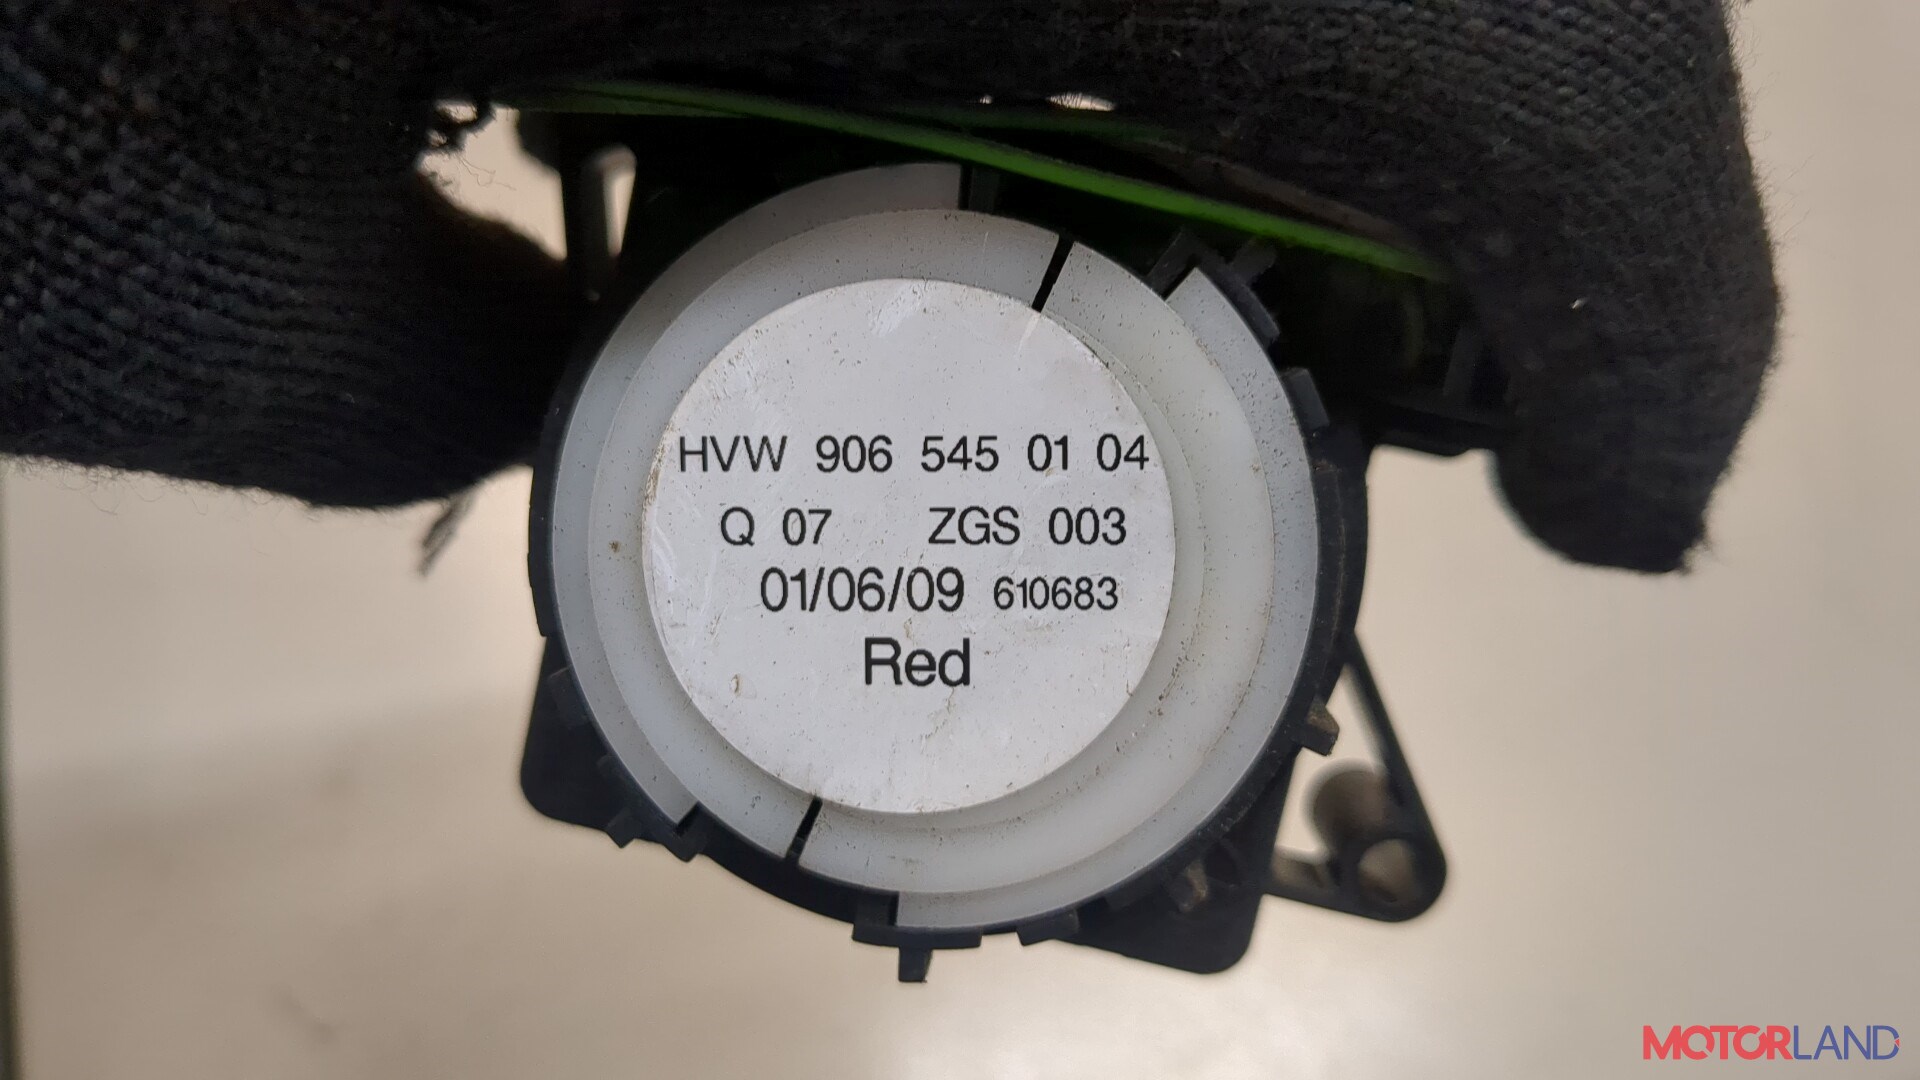 HVW 906 545 01 04
Q 07 ZGS 003
01/06/09 610683
Red
MOTORLAND